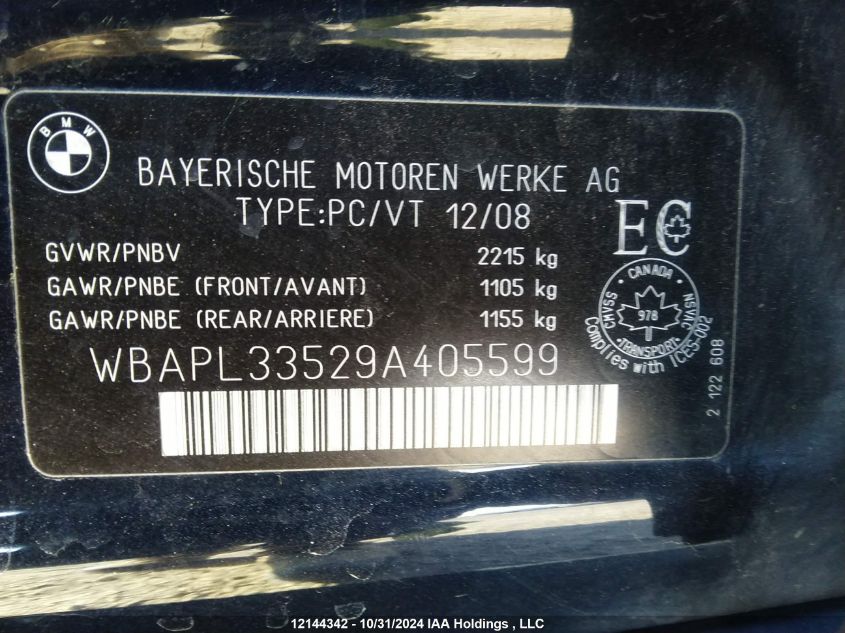 BMW
BAYERISCHE MOTOREN WERKE AG
TYPE:PC/VT 12/08
EC
GVWR/PNBV 2215 kg
GAWR/PNBE (FRONT/AVANT) 1105 kg
GAWR/PNBE (REAR/ARRIERE) 1155 kg
CANADA
CMVSS NSVAC
978
TRANSPORT
Complies with ICES-002
WBAPL33529A405599
2 122 608
12144342 - 10/31/2024 IAA Holdings , LLC